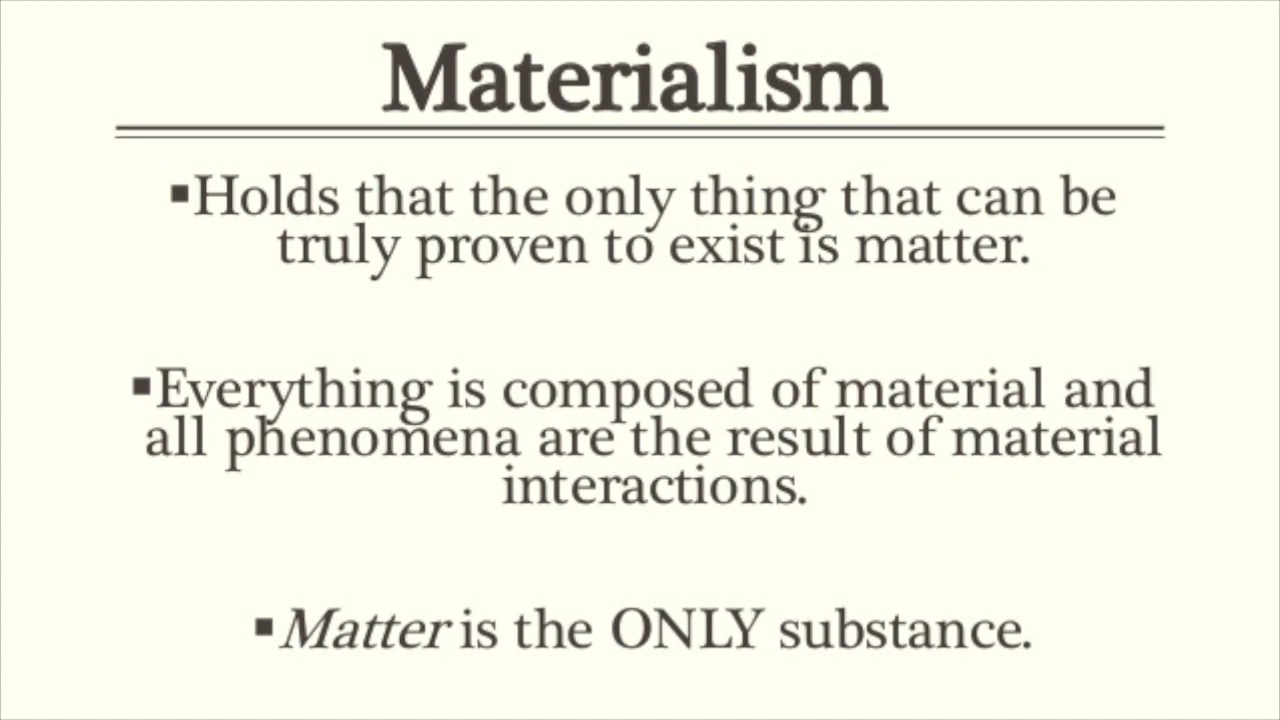 Materialism
▪Holds that the only thing that can be
truly proven to exist is matter.
▪Everything is composed of material and
all phenomena are the result of material
interactions.
▪Matter is the ONLY substance.